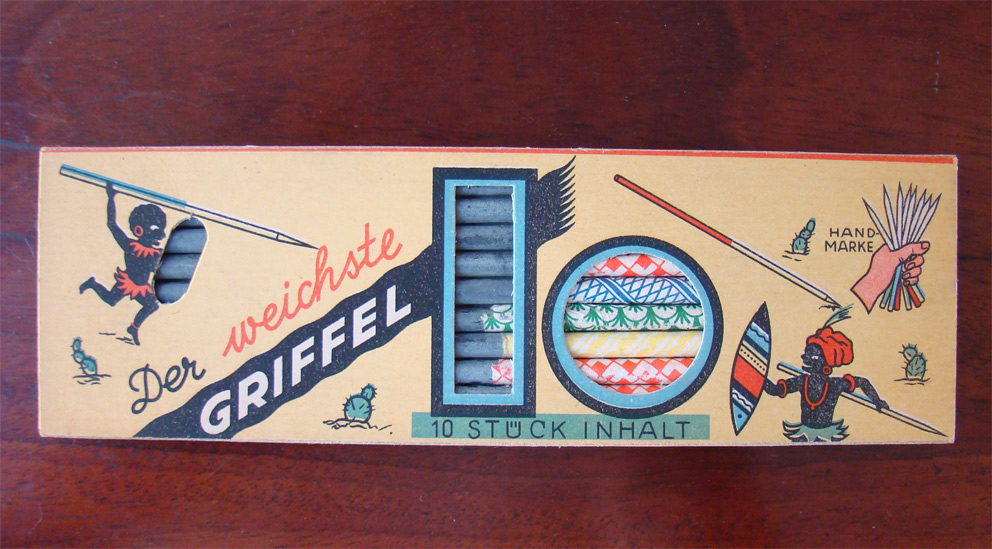 Der weichste
GRIFFEL
10
10 STÜCK INHALT
HAND-
MARKE